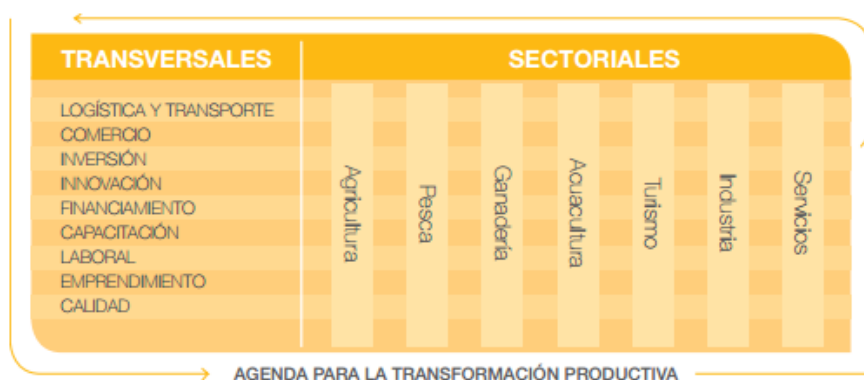 TRANSVERSALES
SECTORIALES
LOGÍSTICA Y TRANSPORTE
COMERCIO
INVERSIÓN
INNOVACIÓN
FINANCIAMIENTO
CAPACITACIÓN
LABORAL
EMPRENDIMIENTO
CALIDAD
Agricultura
Pesca
Ganadería
Acuacultura
Turismo
Industria
Servicios
AGENDA PARA LA TRANSFORMACIÓN PRODUCTIVA